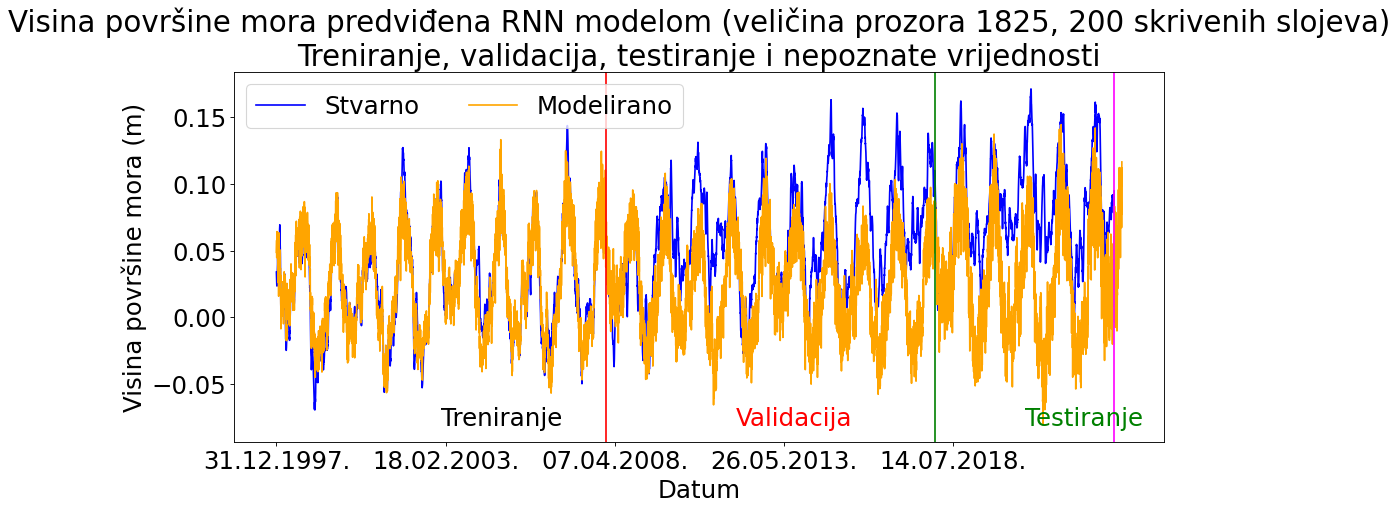 Visina površine mora predviđena RNN modelom (veličina prozora 1825, 200 skrivenih slojeva)
Treniranje, validacija, testiranje i nepoznate vrijednosti
Stvarno
Modelirano
Visina površine mora (m)
0.15
0.10
0.05
0.00
−0.05
Treniranje
Validacija
Testiranje
31.12.1997.
18.02.2003.
07.04.2008.
26.05.2013.
14.07.2018.
Datum